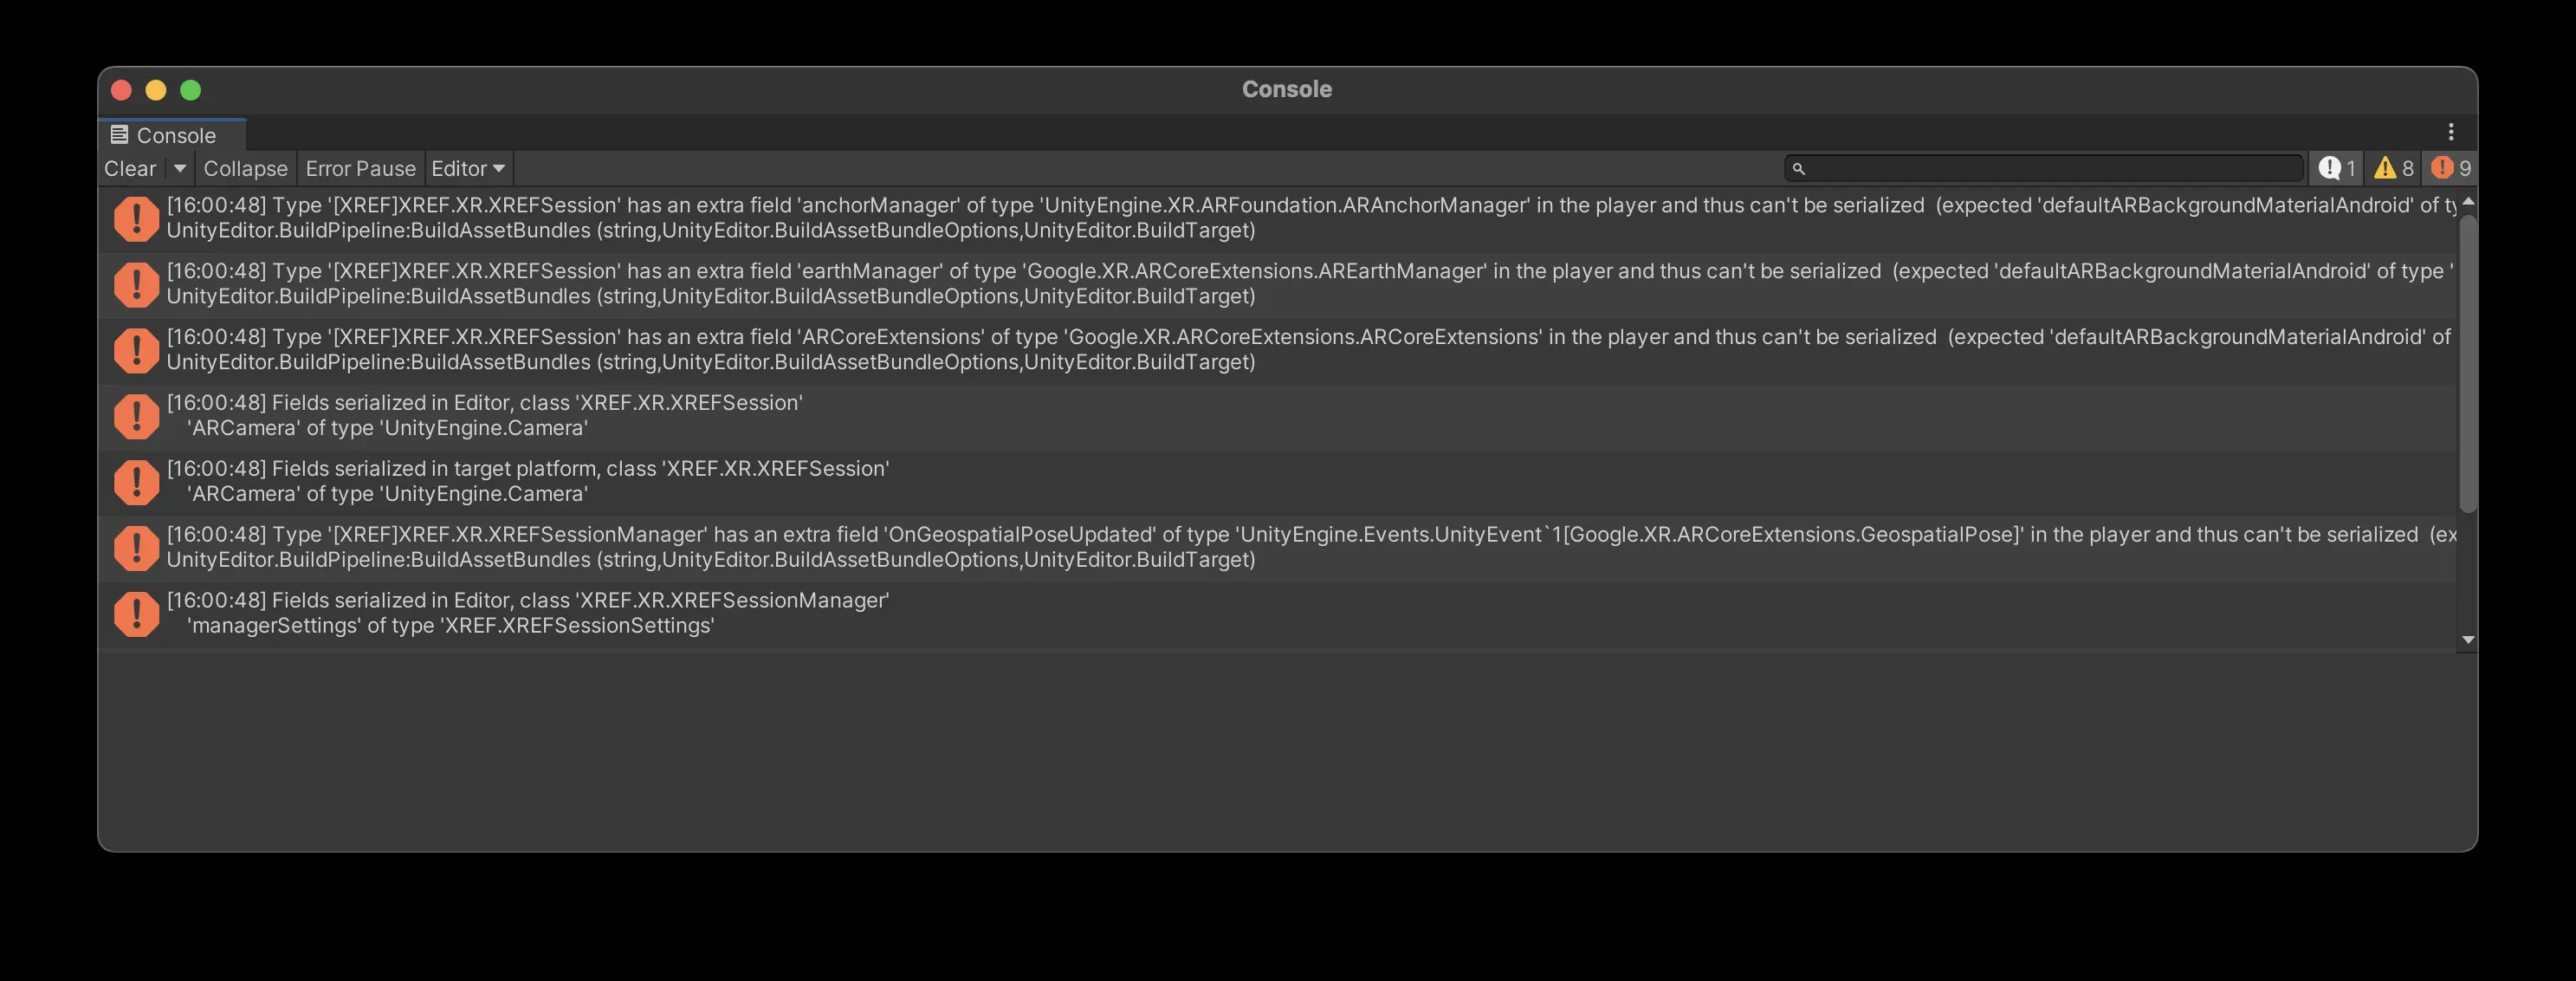 Console
Console
Clear Collapse Error Pause Editor 1 8 9
[16:00:48] Type '[XREF]XREF.XR.XREFSession' has an extra field 'anchorManager' of type 'UnityEngine.XR.ARFoundation.ARAnchorManager' in the player and thus can't be serialized (expected 'defaultARBackgroundMaterialAndroid' of ty
UnityEditor.BuildPipeline:BuildAssetBundles (string,UnityEditor.BuildAssetBundleOptions,UnityEditor.BuildTarget)
[16:00:48] Type '[XREF]XREF.XR.XREFSession' has an extra field 'earthManager' of type 'Google.XR.ARCoreExtensions.AREarthManager' in the player and thus can't be serialized (expected 'defaultARBackgroundMaterialAndroid' of type '
UnityEditor.BuildPipeline:BuildAssetBundles (string,UnityEditor.BuildAssetBundleOptions,UnityEditor.BuildTarget)
[16:00:48] Type '[XREF]XREF.XR.XREFSession' has an extra field 'ARCoreExtensions' of type 'Google.XR.ARCoreExtensions.ARCoreExtensions' in the player and thus can't be serialized (expected 'defaultARBackgroundMaterialAndroid' of
UnityEditor.BuildPipeline:BuildAssetBundles (string,UnityEditor.BuildAssetBundleOptions,UnityEditor.BuildTarget)
[16:00:48] Fields serialized in Editor, class 'XREF.XR.XREFSession'
'ARCamera' of type 'UnityEngine.Camera'
[16:00:48] Fields serialized in target platform, class 'XREF.XR.XREFSession'
'ARCamera' of type 'UnityEngine.Camera'
[16:00:48] Type '[XREF]XREF.XR.XREFSessionManager' has an extra field 'OnGeospatialPoseUpdated' of type 'UnityEngine.Events.UnityEvent`1[Google.XR.ARCoreExtensions.GeospatialPose]' in the player and thus can't be serialized (ex
UnityEditor.BuildPipeline:BuildAssetBundles (string,UnityEditor.BuildAssetBundleOptions,UnityEditor.BuildTarget)
[16:00:48] Fields serialized in Editor, class 'XREF.XR.XREFSessionManager'
'managerSettings' of type 'XREF.XREFSessionSettings'